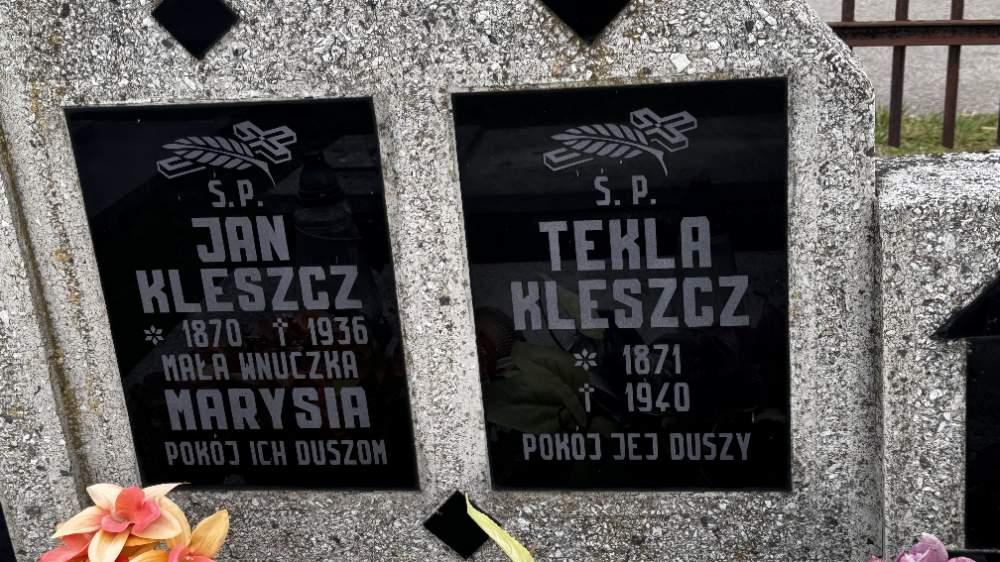 Ś.P.
JAN
KLESZCZ
✲ 1870 ✝ 1936
MAŁA WNUCZKA
MARYSIA
POKÓJ ICH DUSZOM
Ś. P.
TEKLA
KLESZCZ
✲ 1871
✝ 1940
POKÓJ JEJ DUSZY